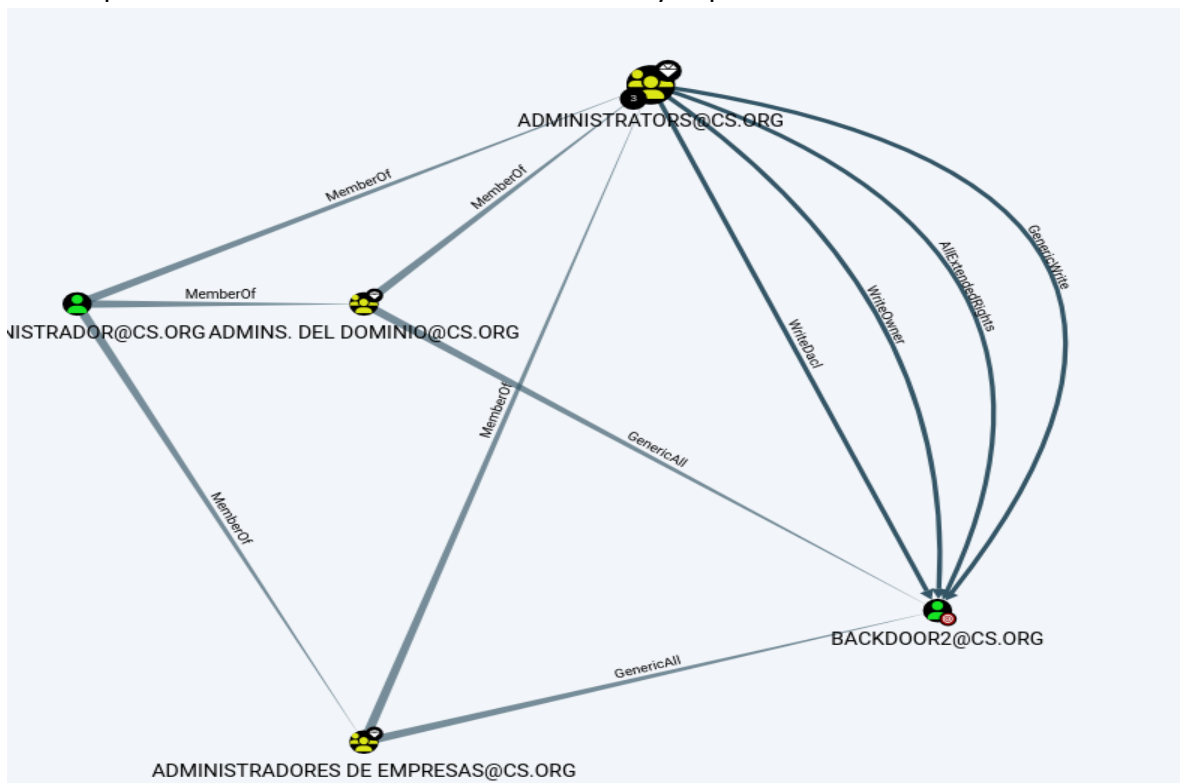 3
ADMINISTRATORS@CS.ORG
MemberOf
MemberOf
GenericWrite
AllExtendedRights
WriteOwner
WriteDacl
MemberOf
NISTRADOR@CS.ORG
ADMINS. DEL DOMINIO@CS.ORG
MemberOf
GenericAll
MemberOf
BACKDOOR2@CS.ORG
GenericAll
ADMINISTRADORES DE EMPRESAS@CS.ORG